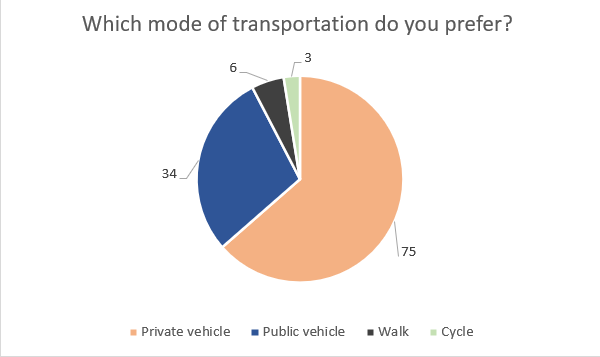 Which mode of transportation do you prefer?
3
6
34
75
Private vehicle Public vehicle Walk Cycle